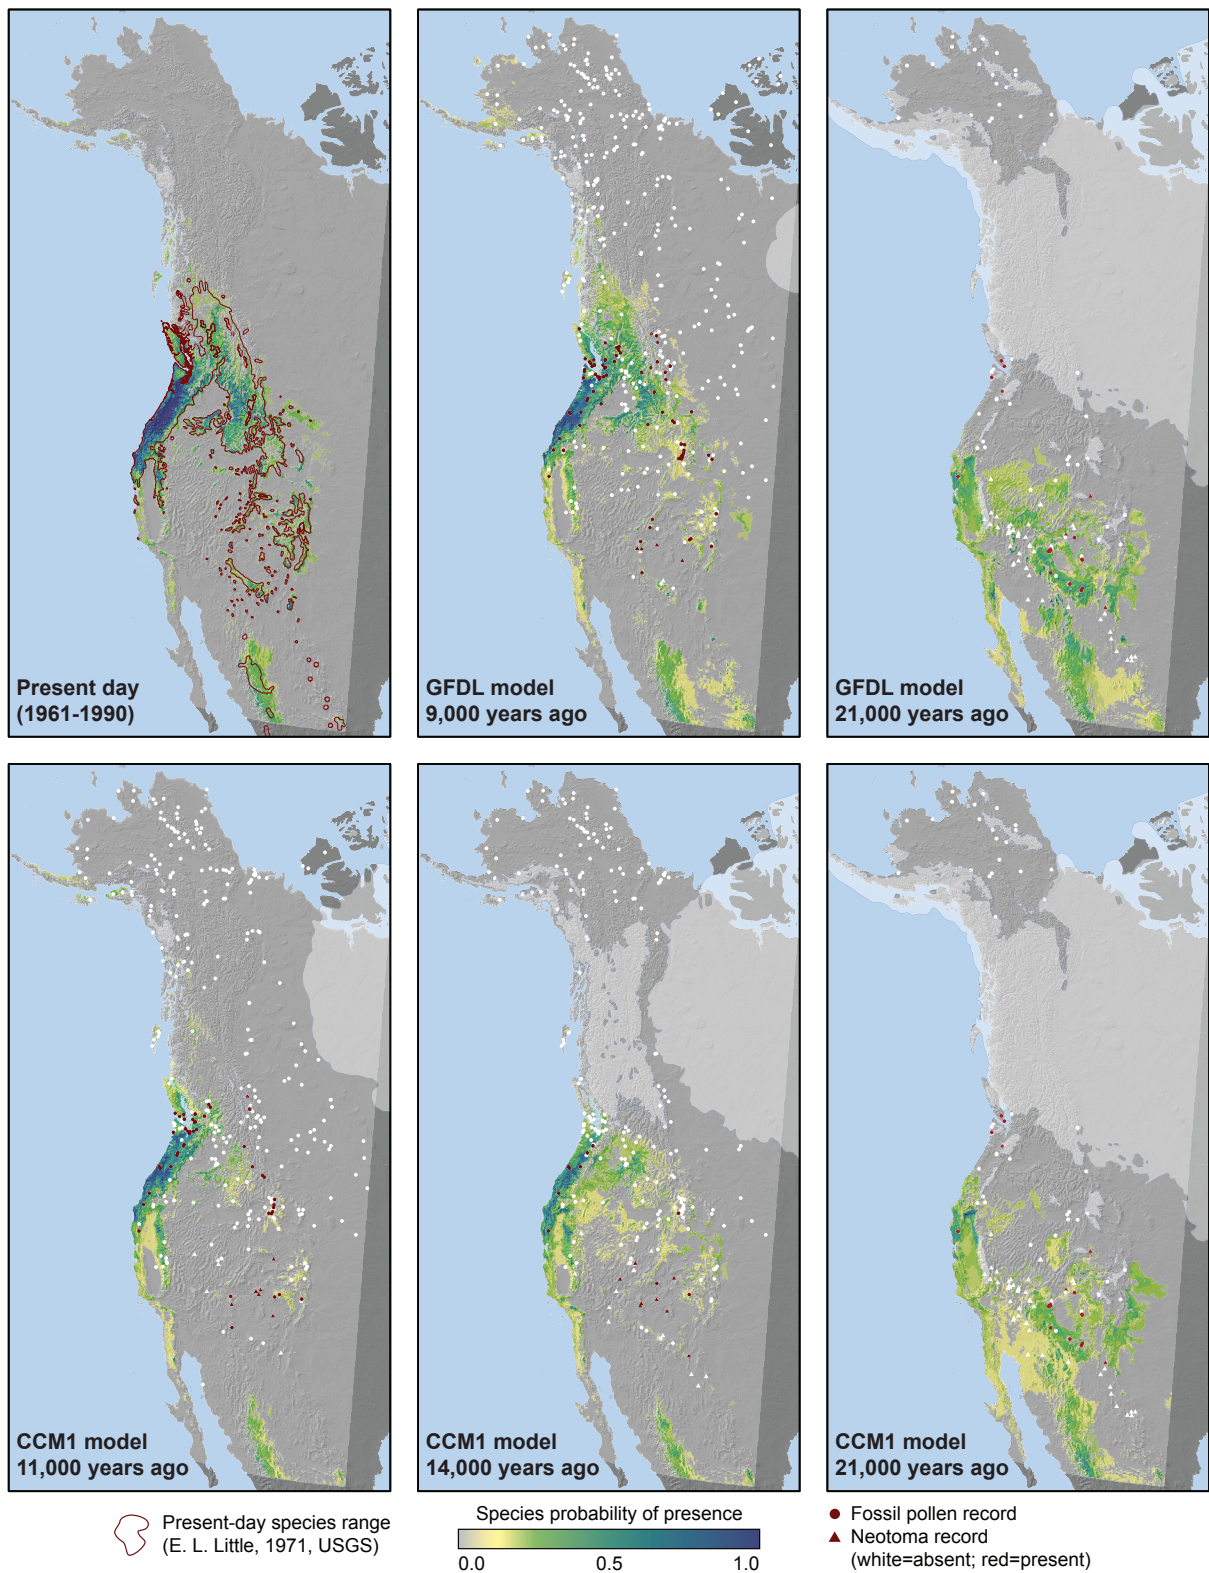 Present day
(1961-1990)
GFDL model
9,000 years ago
GFDL model
21,000 years ago
CCM1 model
11,000 years ago
CCM1 model
14,000 years ago
CCM1 model
21,000 years ago
Present-day species range
(E. L. Little, 1971, USGS)
Species probability of presence
0.0
0.5
1.0
Fossil pollen record
Neotoma record
(white=absent; red=present)